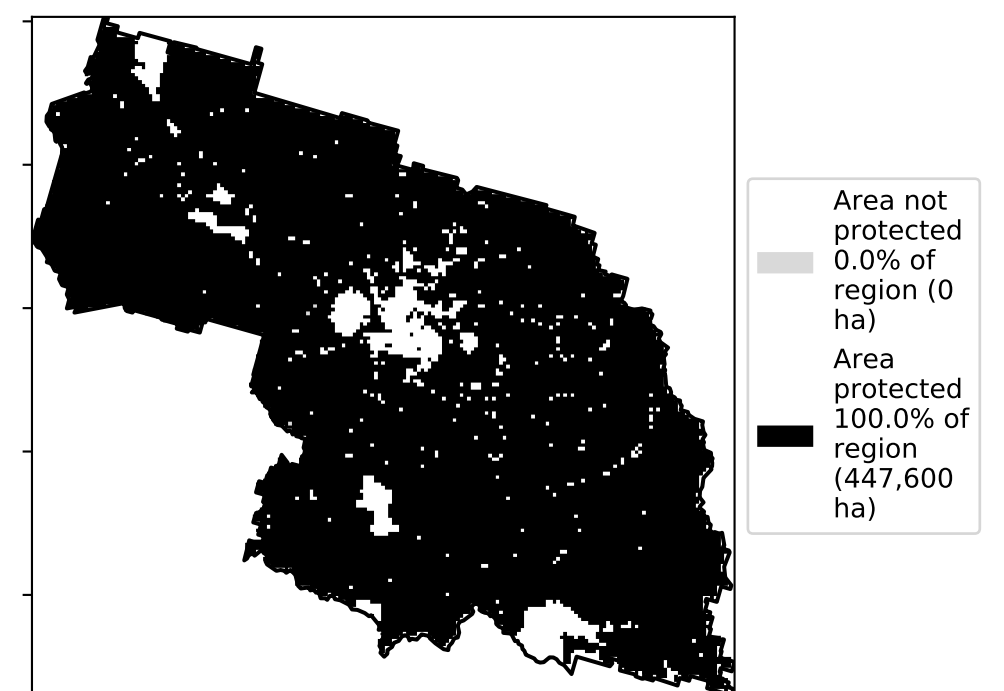 Area not
protected
0.0% of
region (0
ha)
Area
protected
100.0% of
region
(447,600
ha)